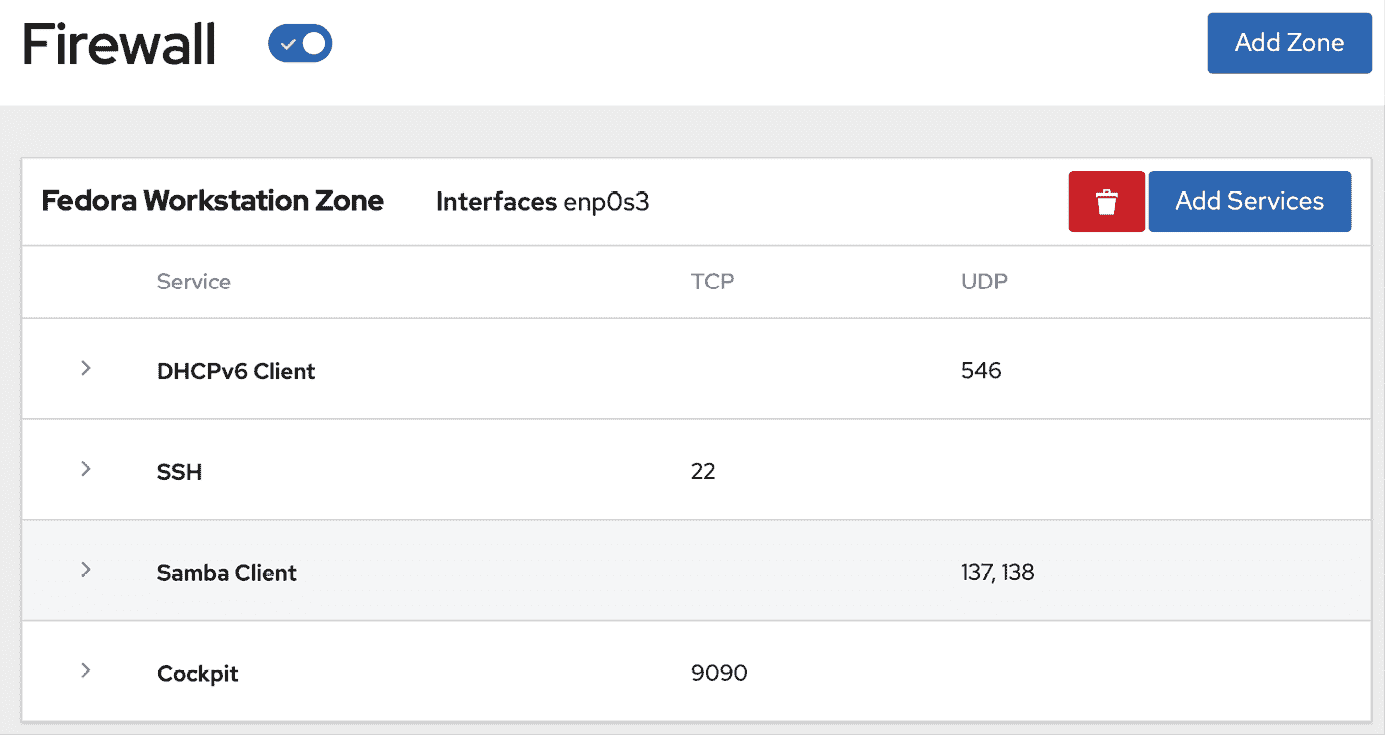 Firewall
Add Zone
Fedora Workstation Zone Interfaces enp0s3 Add Services
Service TCP UDP
DHCPv6 Client 546
SSH 22
Samba Client 137, 138
Cockpit 9090